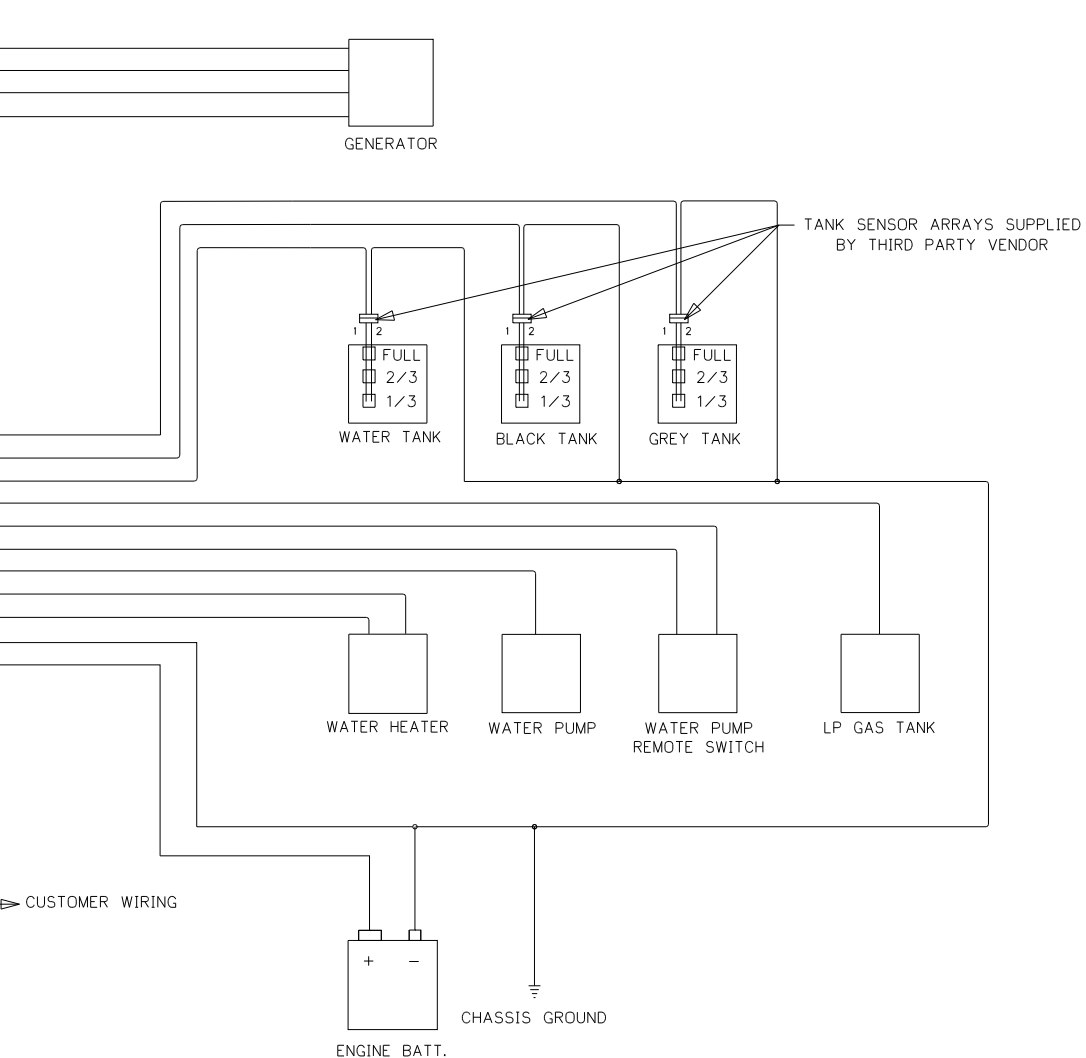 GENERATOR
TANK SENSOR ARRAYS SUPPLIED
BY THIRD PARTY VENDOR
1 2
1 2
1 2
FULL
2/3
1/3
FULL
2/3
1/3
FULL
2/3
1/3
WATER TANK
BLACK TANK
GREY TANK
WATER HEATER
WATER PUMP
WATER PUMP
REMOTE SWITCH
LP GAS TANK
CUSTOMER WIRING
+ −
CHASSIS GROUND
ENGINE BATT.